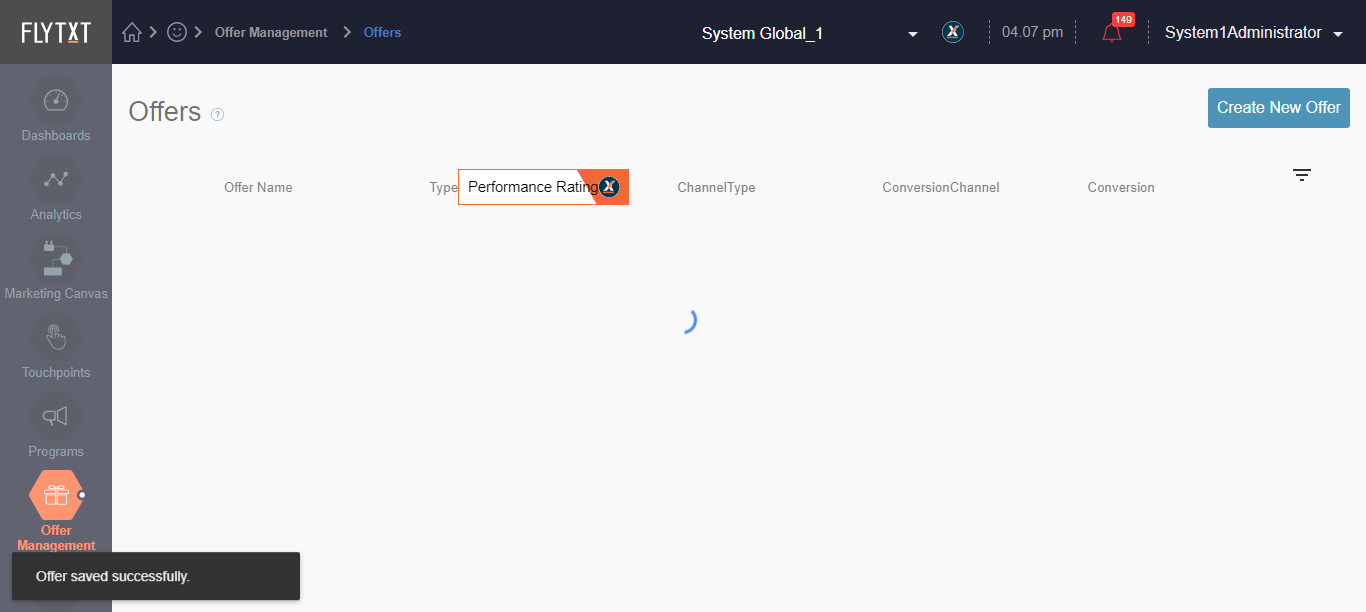 FLYTXT
Offer Management
Offers
System Global_1
X
04.07 pm
149
System1Administrator
Offers ?
Create New Offer
Dashboards
Analytics
Marketing Canvas
Touchpoints
Programs
Offer
Management
Offer Name
Type
Performance Rating X
ChannelType
ConversionChannel
Conversion
Offer saved successfully.